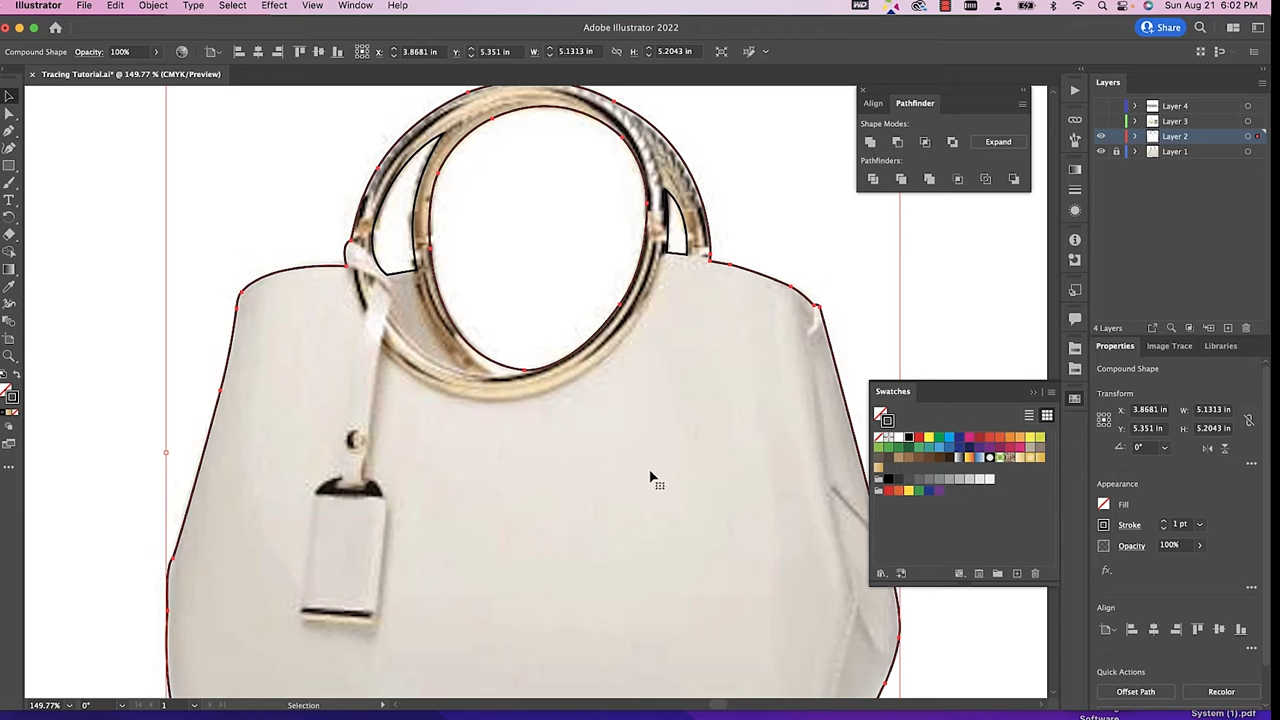 Illustrator File Edit Object Type Select Effect View Window Help Sun Aug 21 6:02 PM
Adobe Illustrator 2022 Share
Compound Shape Opacity: 100% X: 3.8681 in Y: 5.351 in W: 5.1313 in H: 5.2043 in
× Tracing Tutorial.ai* @ 149.77 % (CMYK/Preview)
Align Pathfinder
Shape Modes:
Expand
Pathfinders:
Layers
Layer 4
Layer 3
Layer 2
Layer 1
4 Layers
Properties Image Trace Libraries
Compound Shape
Transform
X: 3.8681 in W: 5.1313 in
Y: 5.351 in H: 5.2043 in
0°
Swatches
Appearance
Fill
Stroke 1 pt
Opacity 100%
fx.
Align
Quick Actions
Offset Path Recolor
149.77% 0° 1 Selection
System (1).pdf
Software